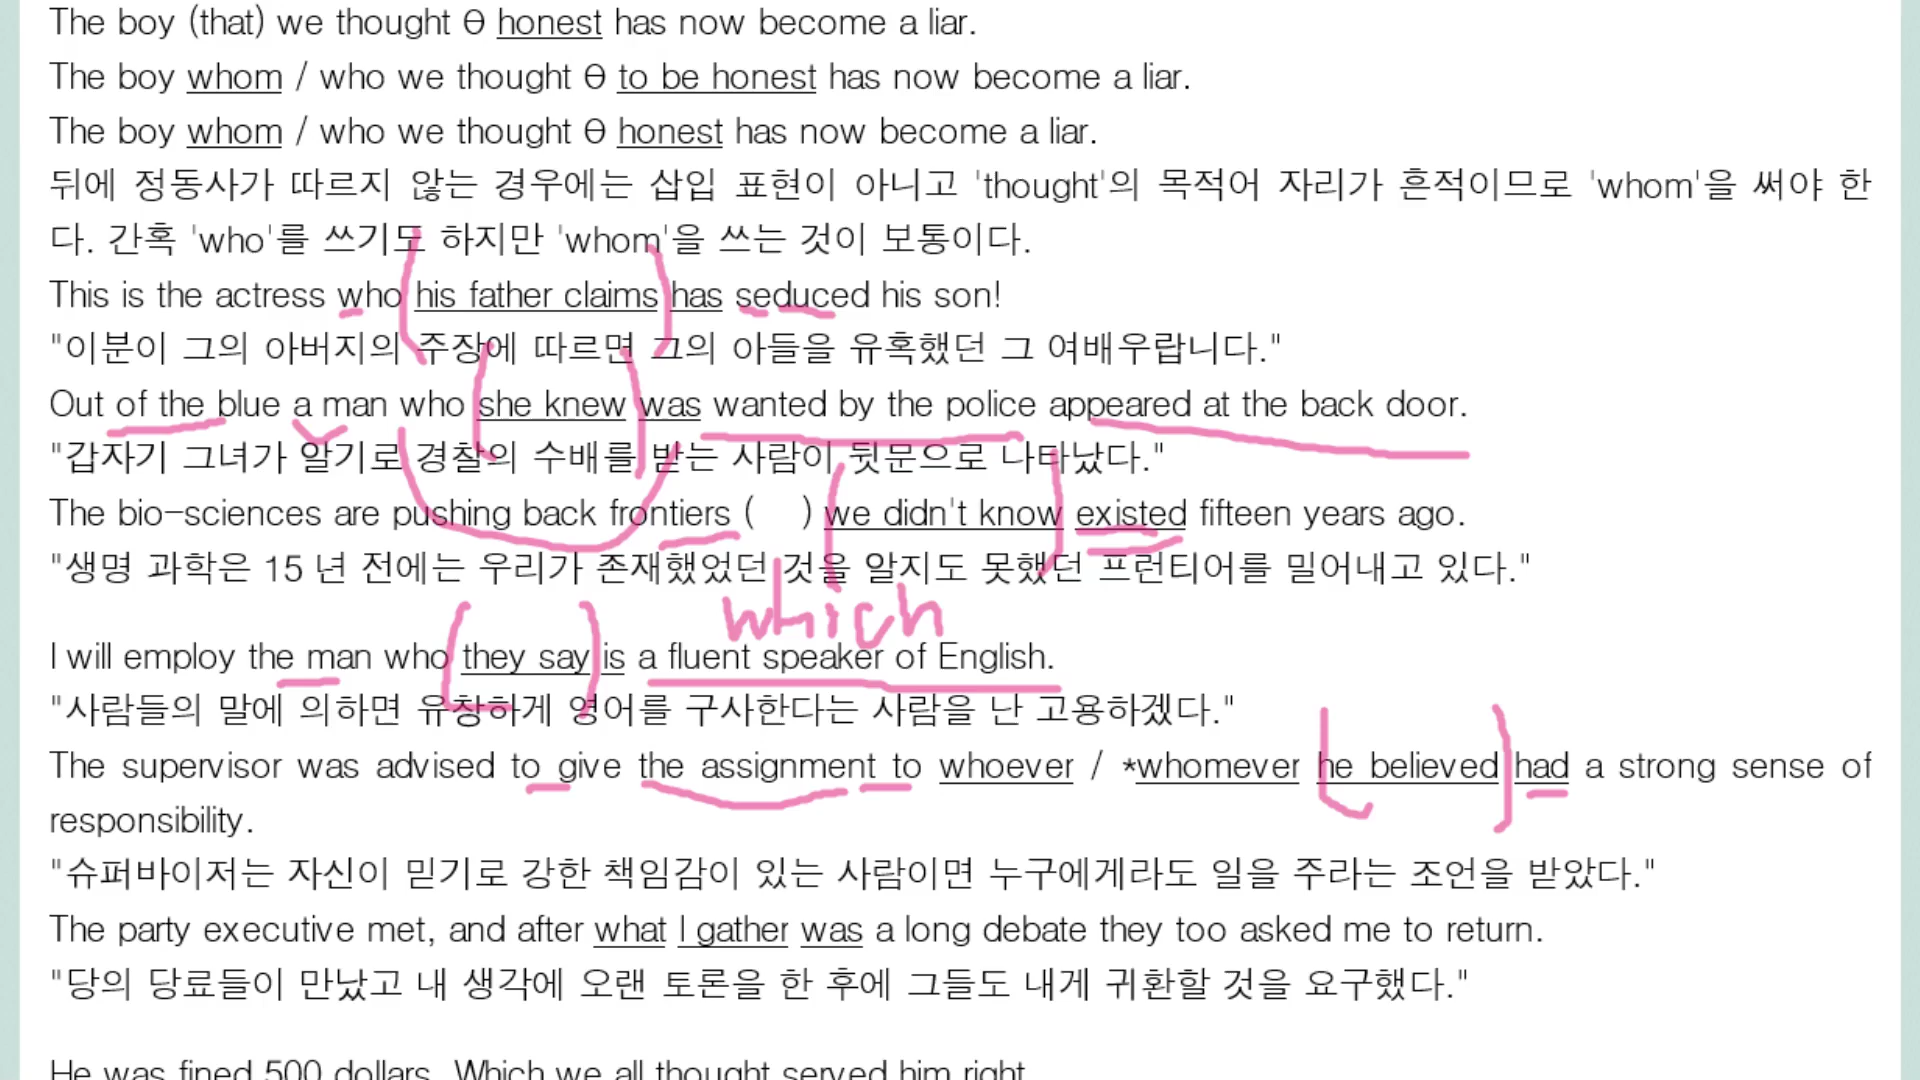 The boy (that) we thought Θ honest has now become a liar.
The boy whom / who we thought Θ to be honest has now become a liar.
The boy whom / who we thought Θ honest has now become a liar.
뒤에 정동사가 따르지 않는 경우에는 삽입 표현이 아니고 'thought'의 목적어 자리가 흔적이므로 'whom'을 써야 한
다. 간혹 'who'를 쓰기도 하지만 'whom'을 쓰는 것이 보통이다.
This is the actress who his father claims has seduced his son!
"이분이 그의 아버지의 주장에 따르면 그의 아들을 유혹했던 그 여배우랍니다."
Out of the blue a man who she knew was wanted by the police appeared at the back door.
"갑자기 그녀가 알기로 경찰의 수배를 받는 사람이 뒷문으로 나타났다."
The bio-sciences are pushing back frontiers (    ) we didn't know existed fifteen years ago.
"생명 과학은 15 년 전에는 우리가 존재했었던 것을 알지도 못했던 프런티어를 밀어내고 있다."
which
I will employ the man who they say is a fluent speaker of English.
"사람들의 말에 의하면 유창하게 영어를 구사한다는 사람을 난 고용하겠다."
The supervisor was advised to give the assignment to whoever / *whomever he believed had a strong sense of
responsibility.
"슈퍼바이저는 자신이 믿기로 강한 책임감이 있는 사람이면 누구에게라도 일을 주라는 조언을 받았다."
The party executive met, and after what I gather was a long debate they too asked me to return.
"당의 당료들이 만났고 내 생각에 오랜 토론을 한 후에 그들도 내게 귀환할 것을 요구했다."
He was fined 500 dollars. Which we all thought served him right.